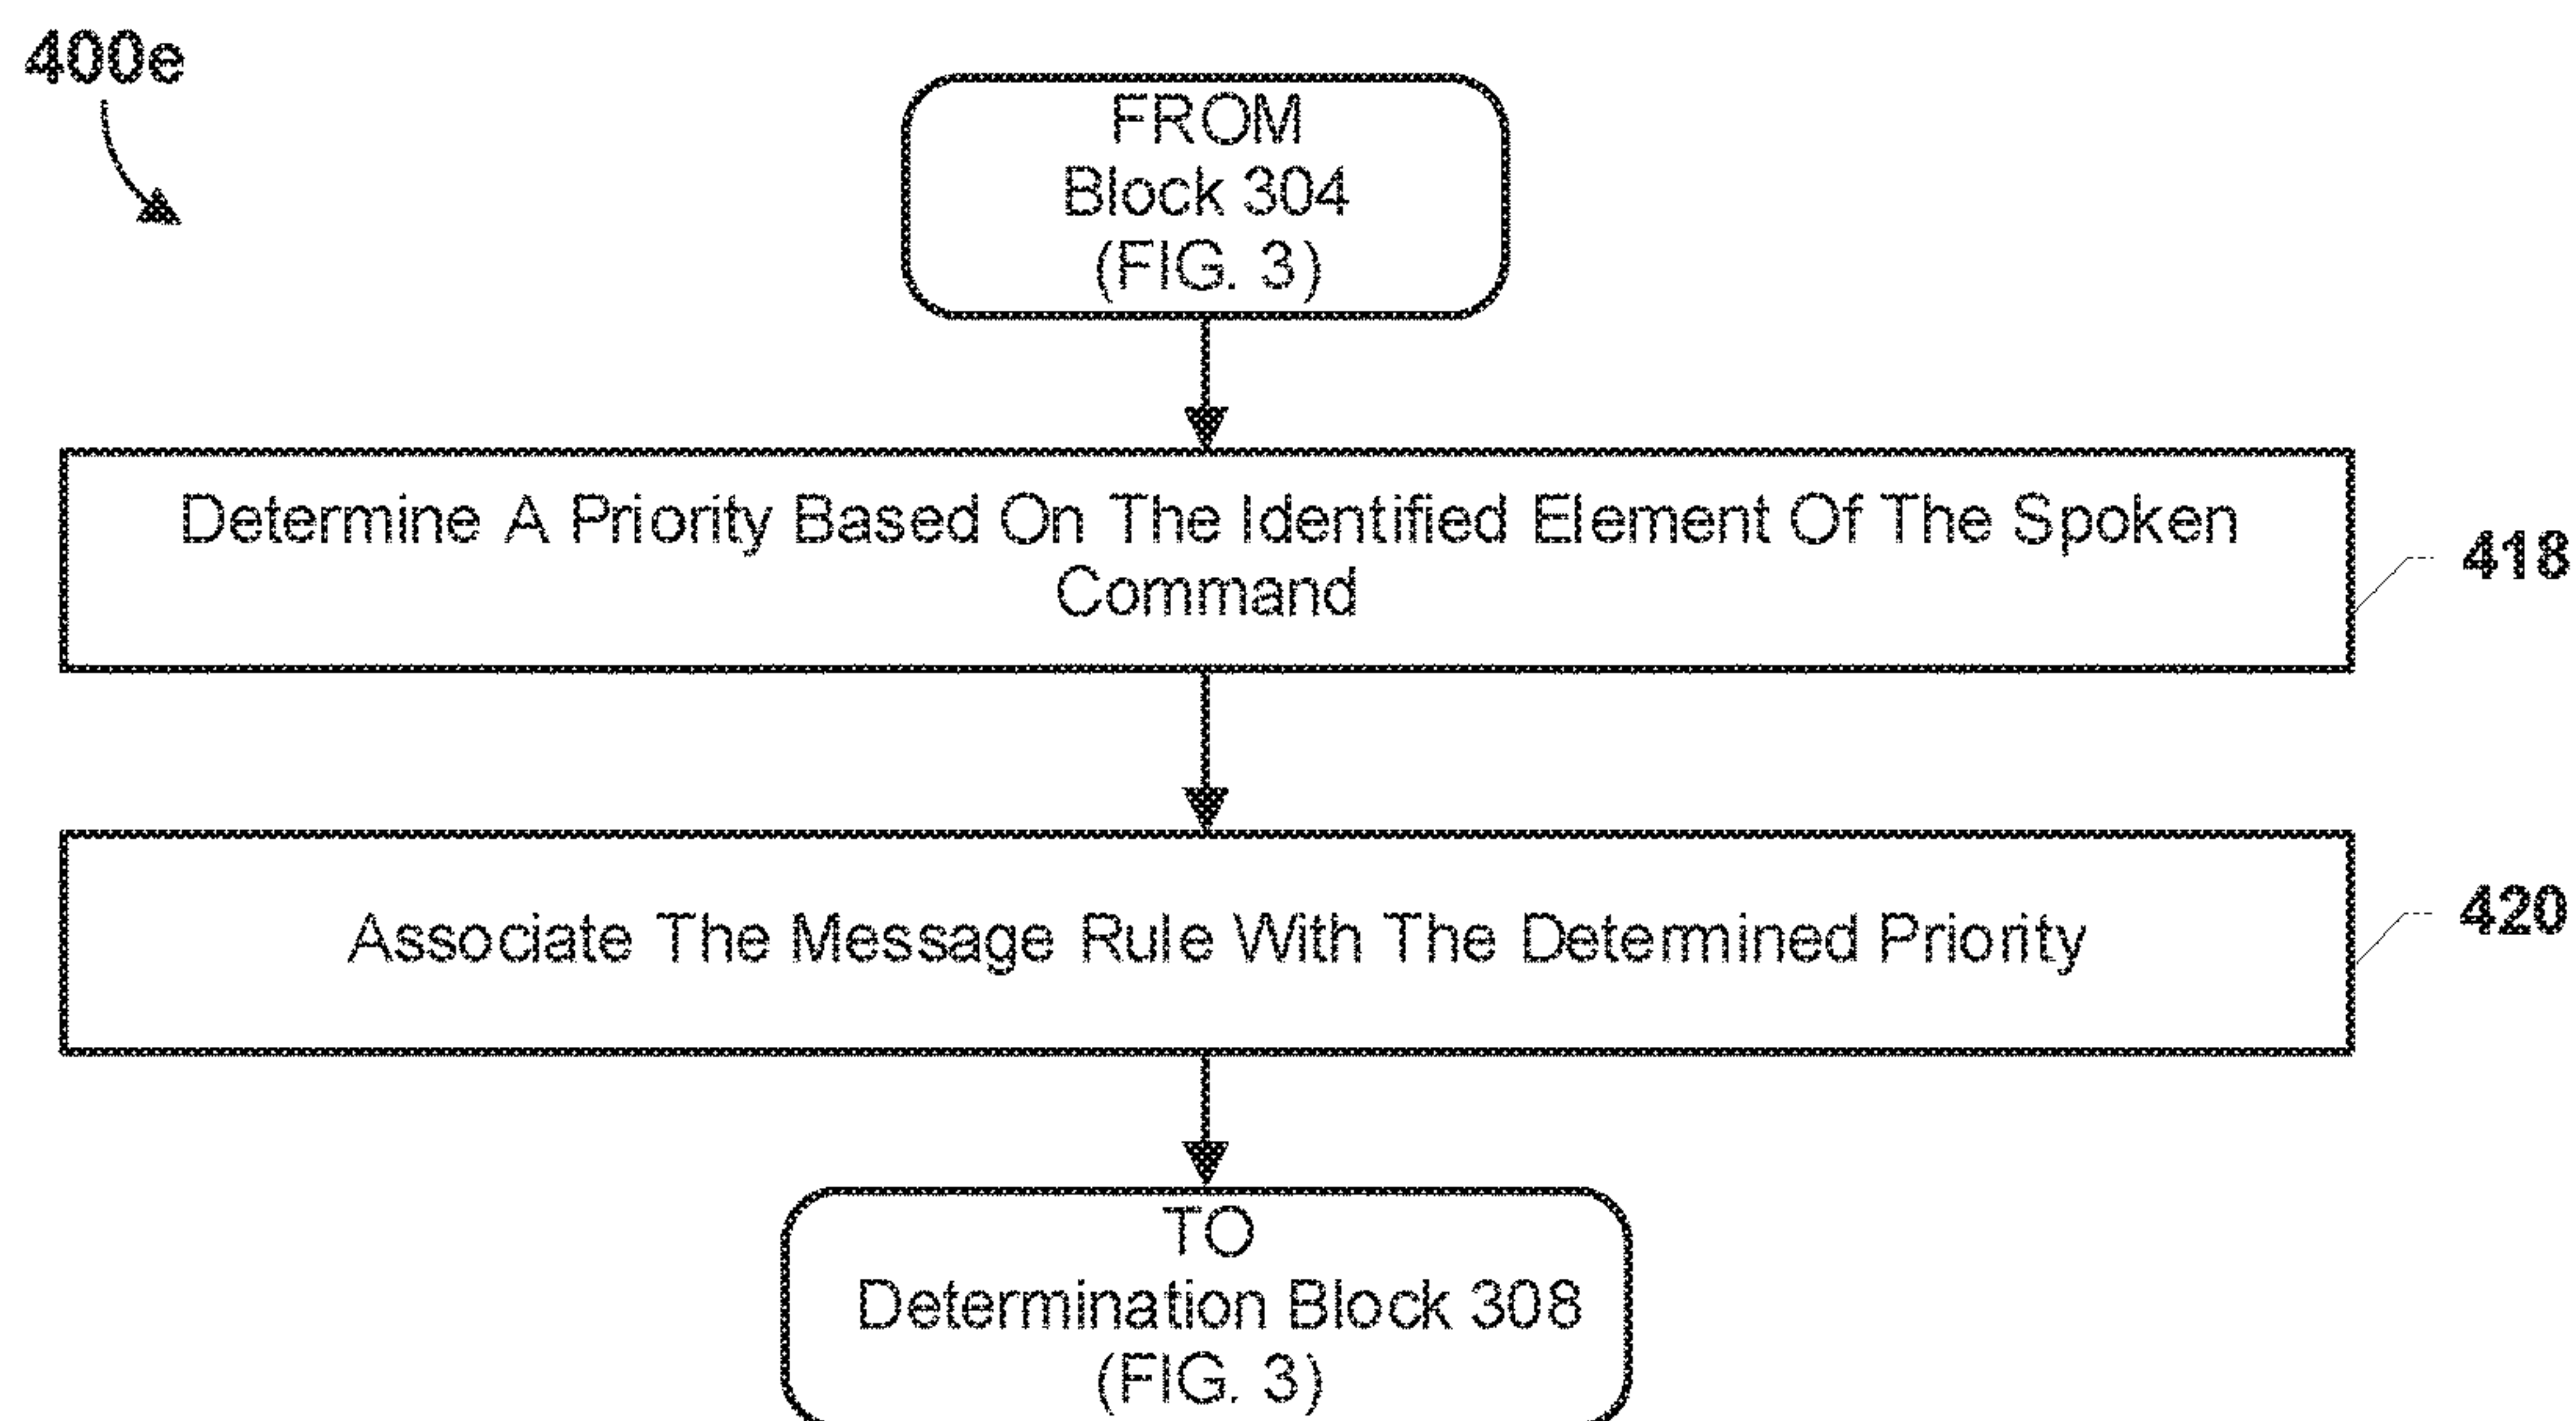 400e
FROM
Block 304
(FIG. 3)
Determine A Priority Based On The Identified Element Of The Spoken
Command
418
Associate The Message Rule With The Determined Priority
420
TO
Determination Block 308
(FIG. 3)